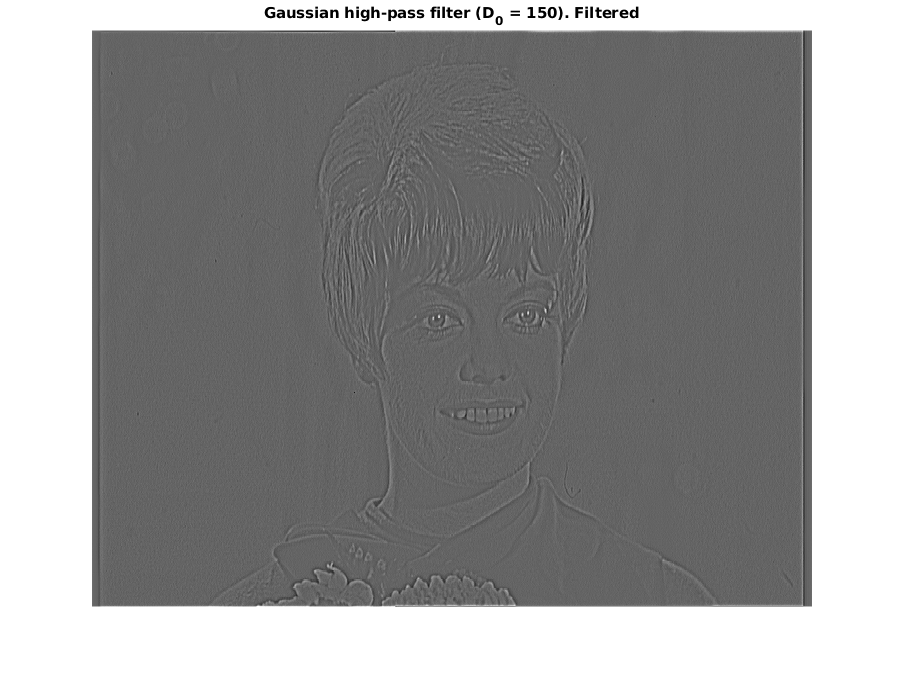 Gaussian high-pass filter (D₀ = 150). Filtered